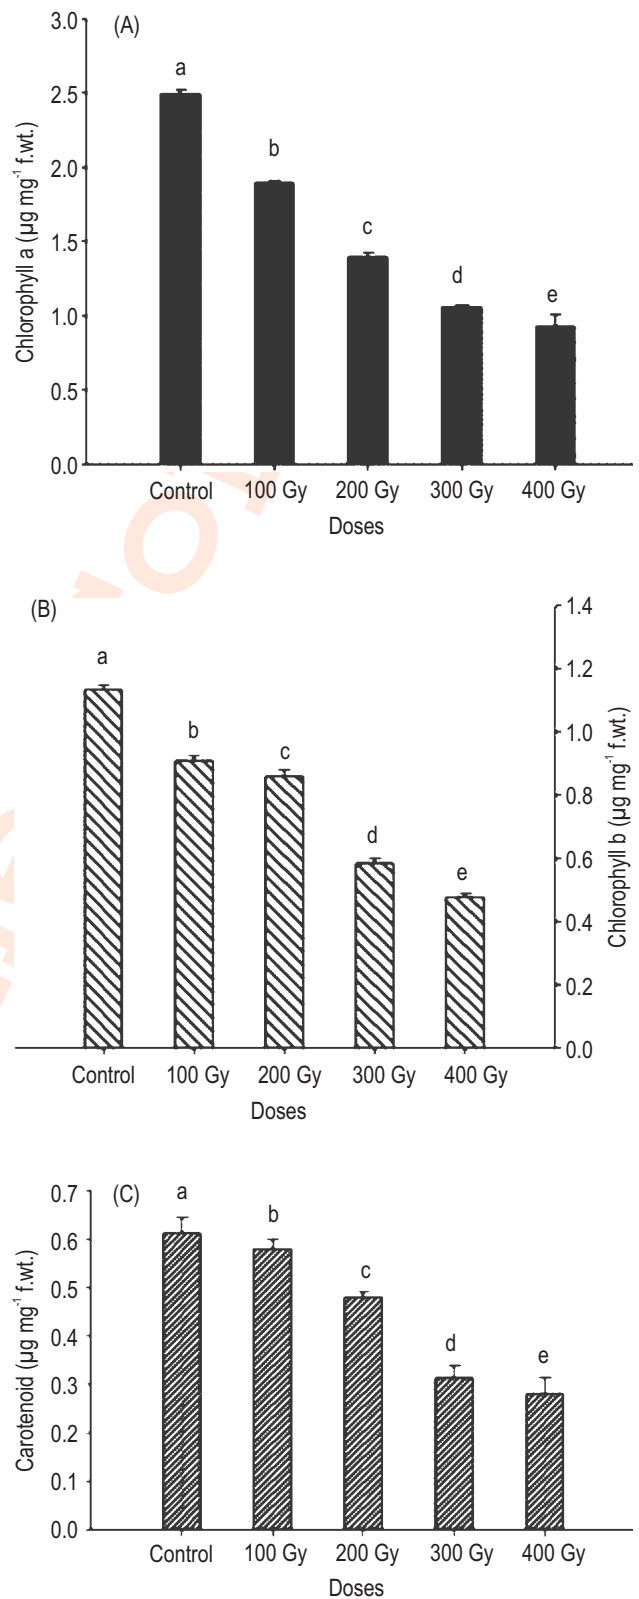 (A)
3.0
2.5
2.0
1.5
1.0
0.5
0.0
Chlorophyll a (µg mg⁻¹ f.wt.)
a
b
c
d
e
Control 100 Gy 200 Gy 300 Gy 400 Gy
Doses
(B)
1.4
1.2
1.0
0.8
0.6
0.4
0.2
0.0
Chlorophyll b (µg mg⁻¹ f.wt.)
a
b
c
d
e
Control 100 Gy 200 Gy 300 Gy 400 Gy
Doses
(C)
0.7
0.6
0.5
0.4
0.3
0.2
0.1
0.0
Carotenoid (µg mg⁻¹ f.wt.)
a
b
c
d
e
Control 100 Gy 200 Gy 300 Gy 400 Gy
Doses